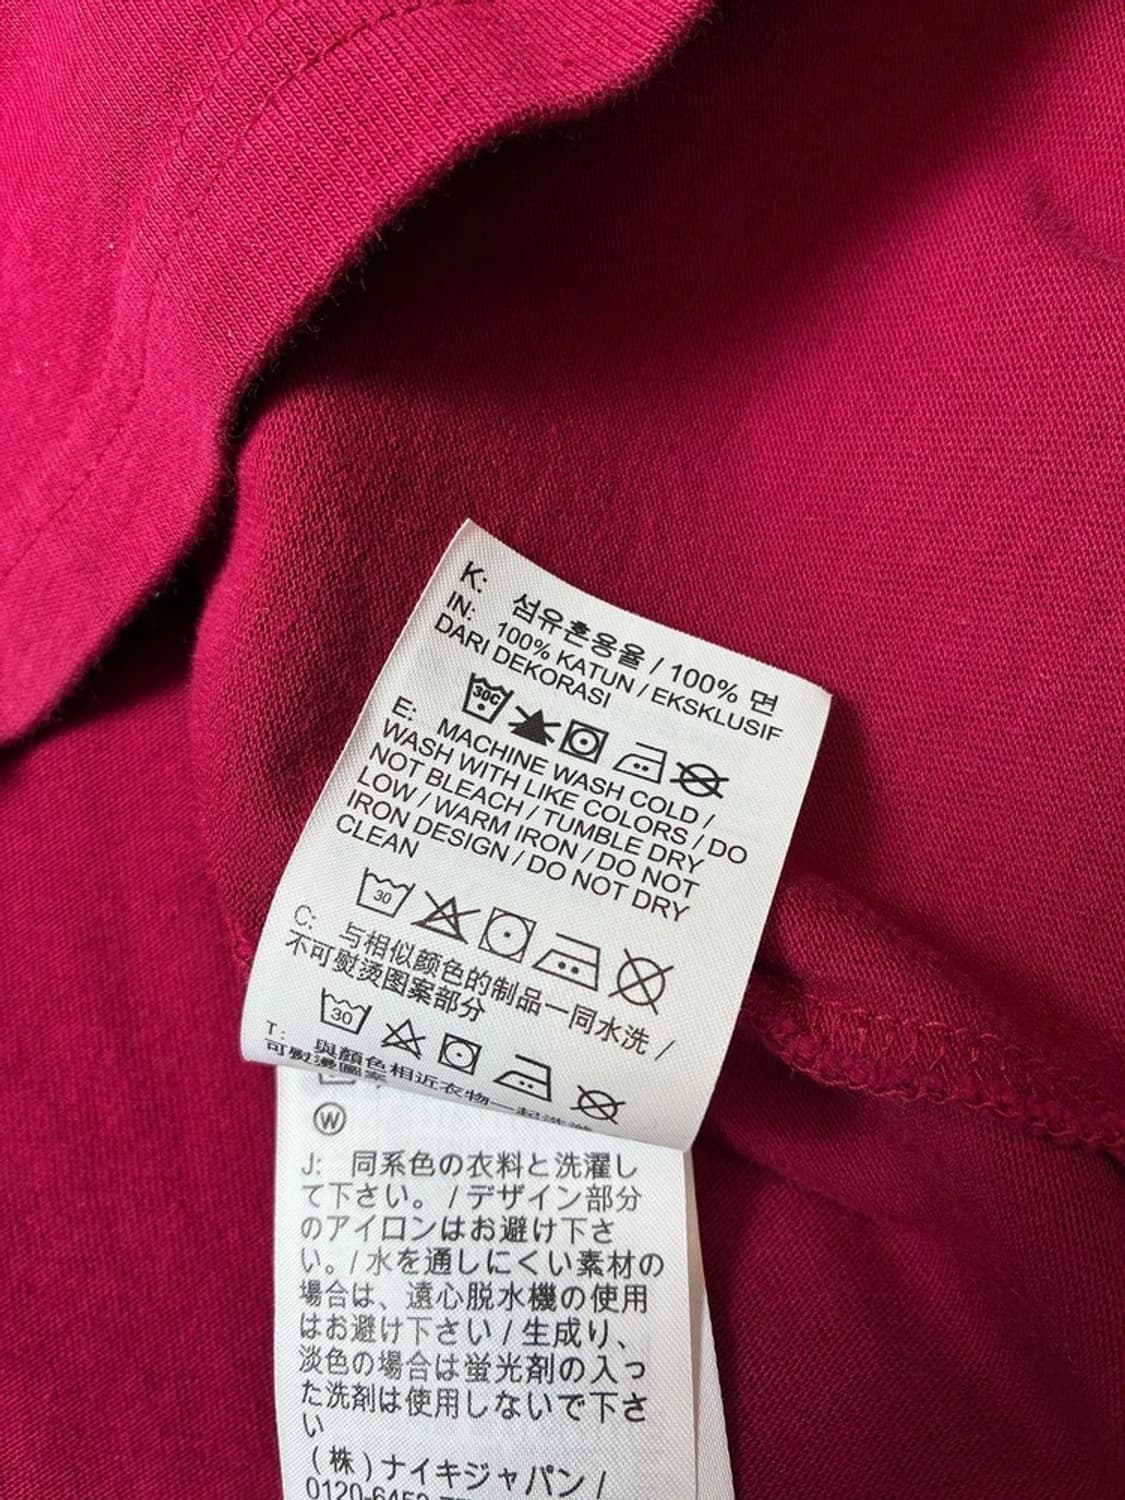 K: 섬유혼용율 / 100% 면
IN: 100% KATUN / EKSKLUSIF
DARI DEKORASI
30C
E: MACHINE WASH COLD /
WASH WITH LIKE COLORS / DO
NOT BLEACH / TUMBLE DRY
LOW / WARM IRON / DO NOT
IRON DESIGN / DO NOT DRY
CLEAN
30
C: 与相似颜色的制品一同水洗 /
不可熨烫图案部分
30
T: 與顏色相近衣物一起洗滌
可熨燙圖案
W
J: 同系色の衣料と洗濯し
て下さい。/ デザイン部分
のアイロンはお避け下さ
い。/ 水を通しにくい素材の
場合は、遠心脱水機の使用
はお避け下さい / 生成り、
淡色の場合は蛍光剤の入っ
た洗剤は使用しないで下さ
い
(株)ナイキジャパン /
0120-6453